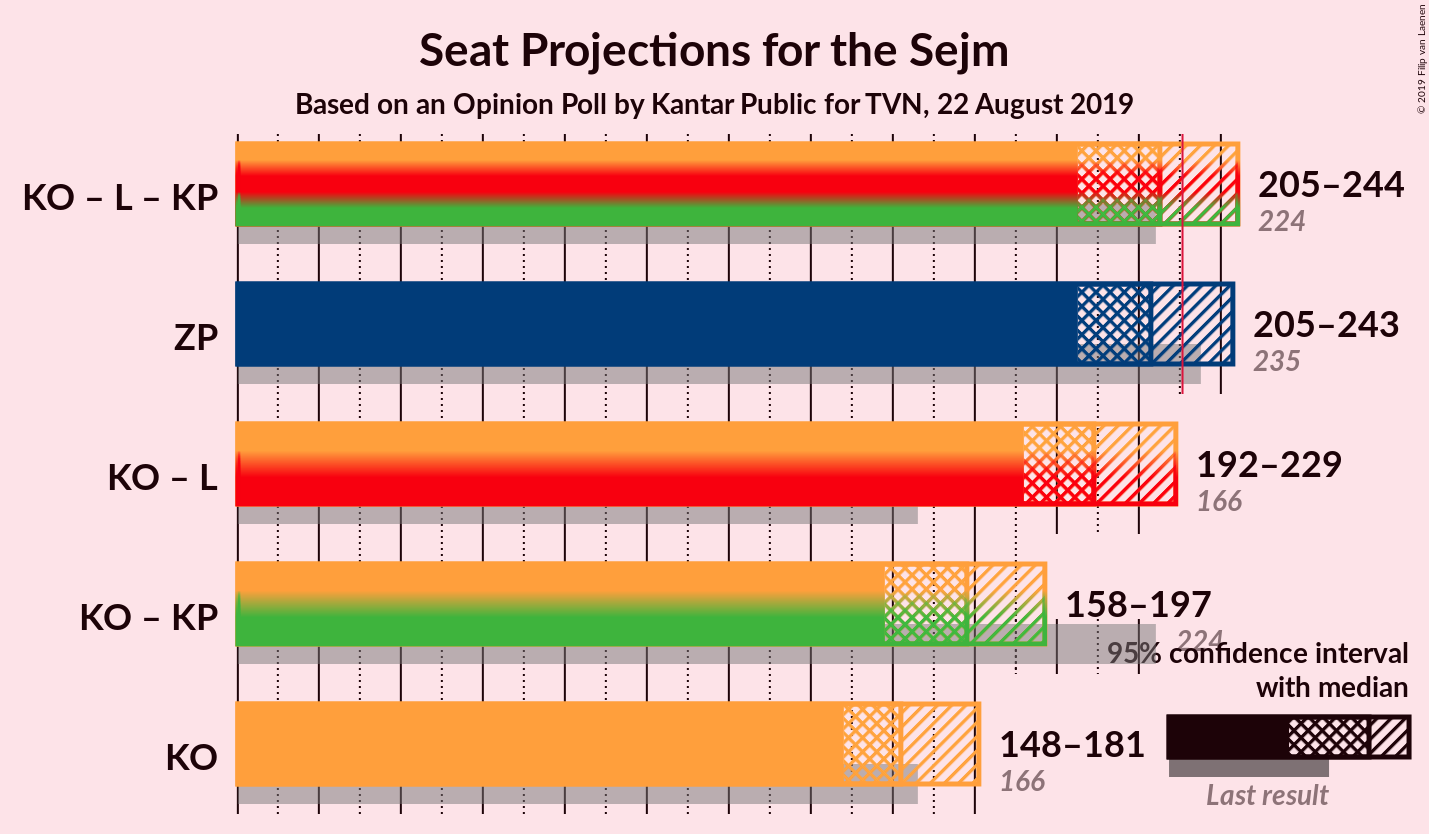 Seat Projections for the Sejm
Based on an Opinion Poll by Kantar Public for TVN, 22 August 2019
© 2019 Filip van Laenen
KO – L – KP
205–244
224
ZP
205–243
235
KO – L
192–229
166
KO – KP
158–197
224
95% confidence interval
with median
KO
148–181
166
Last result